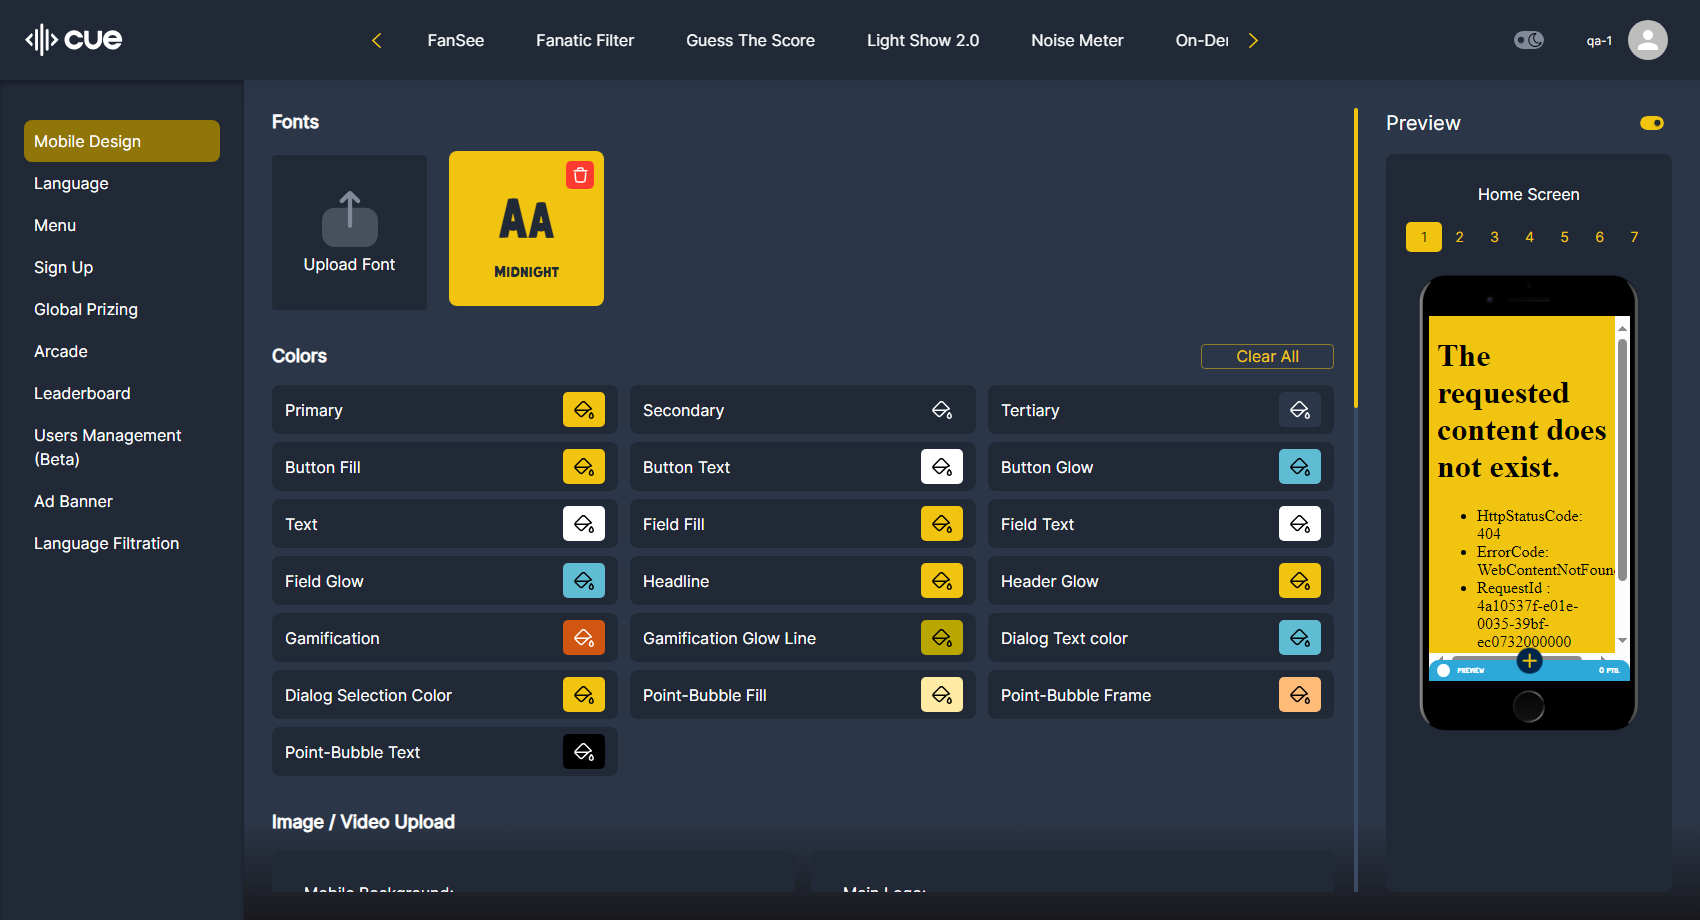 cue
FanSee
Fanatic Filter
Guess The Score
Light Show 2.0
Noise Meter
On-Der
qa-1
Mobile Design
Language
Menu
Sign Up
Global Prizing
Arcade
Leaderboard
Users Management
(Beta)
Ad Banner
Language Filtration
Fonts
Upload Font
AA
MIDNIGHT
Colors
Clear All
Primary
Secondary
Tertiary
Button Fill
Button Text
Button Glow
Text
Field Fill
Field Text
Field Glow
Headline
Header Glow
Gamification
Gamification Glow Line
Dialog Text color
Dialog Selection Color
Point-Bubble Fill
Point-Bubble Frame
Point-Bubble Text
Image / Video Upload
Mobile Background:
Main Logo:
Preview
Home Screen
1 2 3 4 5 6 7
The
requested
content does
not exist.
• HttpStatusCode:
404
• ErrorCode:
WebContentNotFoun
• RequestId :
4a10537f-e01e-
0035-39bf-
ec0732000000
PREVIEW
0 PTS.